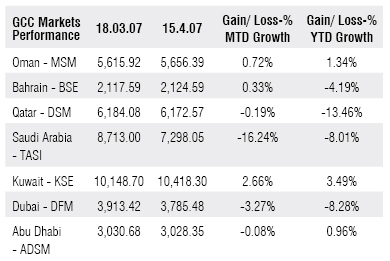 GCC Markets Performance 18.03.07 15.4.07 Gain/ Loss-% MTD Growth Gain/ Loss-% YTD Growth
Oman - MSM 5,615.92 5,656.39 0.72% 1.34%
Bahrain - BSE 2,117.59 2,124.59 0.33% -4.19%
Qatar - DSM 6,184.08 6,172.57 -0.19% -13.46%
Saudi Arabia - TASI 8,713.00 7,298.05 -16.24% -8.01%
Kuwait - KSE 10,148.70 10,418.30 2.66% 3.49%
Dubai - DFM 3,913.42 3,785.48 -3.27% -8.28%
Abu Dhabi - ADSM 3,030.68 3,028.35 -0.08% 0.96%